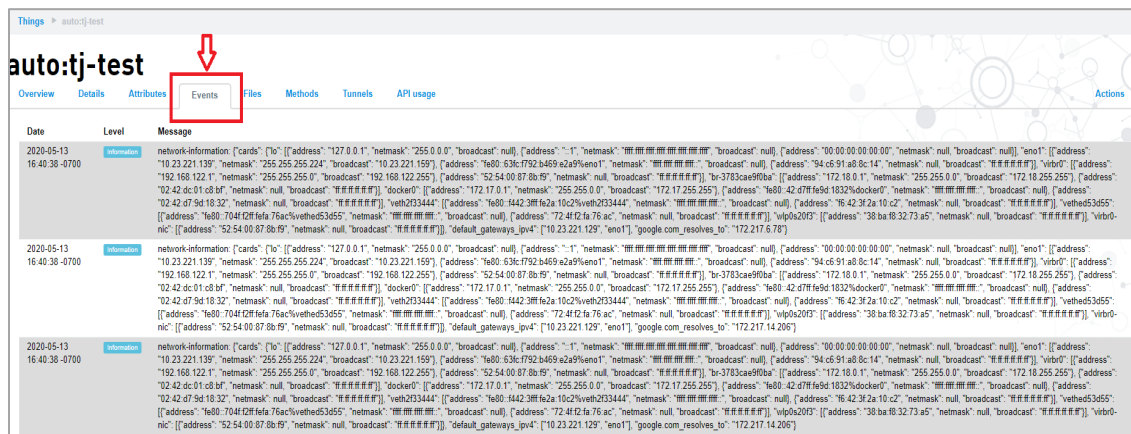 Things auto:tj-test
auto:tj-test
Overview Details Attributes Events Files Methods Tunnels API usage Actions
Date Level Message
2020-05-13 Information network-information: {"cards": {"lo": [{"address": "127.0.0.1", "netmask": "255.0.0.0", "broadcast": null}, {"address": "::1", "netmask": "ffff:ffff:ffff:ffff:ffff:ffff:ffff:ffff", "broadcast": null}, {"address": "00:00:00:00:00:00", "netmask": null, "broadcast": null}], "eno1": [{"address":
16:40:38 -0700 "10.23.221.139", "netmask": "255.255.255.224", "broadcast": "10.23.221.159"}, {"address": "fe80::63fc:f792:b469:e2a9%eno1", "netmask": "ffff:ffff:ffff:ffff::", "broadcast": null}, {"address": "94:c6:91:a8:8c:14", "netmask": null, "broadcast": "ff:ff:ff:ff:ff:ff"}], "virbr0": [{"address":
"192.168.122.1", "netmask": "255.255.255.0", "broadcast": "192.168.122.255"}, {"address": "52:54:00:87:8b:f9", "netmask": null, "broadcast": "ff:ff:ff:ff:ff:ff"}], "br-3783cae9f0ba": [{"address": "172.18.0.1", "netmask": "255.255.0.0", "broadcast": "172.18.255.255"}, {"address":
"02:42:dc:01:c8:bf", "netmask": null, "broadcast": "ff:ff:ff:ff:ff:ff"}], "docker0": [{"address": "172.17.0.1", "netmask": "255.255.0.0", "broadcast": "172.17.255.255"}, {"address": "fe80::42:d7ff:fe9d:1832%docker0", "netmask": "ffff:ffff:ffff:ffff::", "broadcast": null}, {"address":
"02:42:d7:9d:18:32", "netmask": null, "broadcast": "ff:ff:ff:ff:ff:ff"}], "veth2f33444": [{"address": "fe80::f442:3fff:fe2a:10c2%veth2f33444", "netmask": "ffff:ffff:ffff:ffff::", "broadcast": null}, {"address": "f6:42:3f:2a:10:c2", "netmask": null, "broadcast": "ff:ff:ff:ff:ff:ff"}], "vethed53d55":
[{"address": "fe80::704f:f2ff:fefa:76ac%vethed53d55", "netmask": "ffff:ffff:ffff:ffff::", "broadcast": null}, {"address": "72:4f:f2:fa:76:ac", "netmask": null, "broadcast": "ff:ff:ff:ff:ff:ff"}], "wlp0s20f3": [{"address": "38:ba:f8:32:73:a5", "netmask": null, "broadcast": "ff:ff:ff:ff:ff:ff"}], "virbr0-
nic": [{"address": "52:54:00:87:8b:f9", "netmask": null, "broadcast": "ff:ff:ff:ff:ff:ff"}]}, "default_gateways_ipv4": ["10.23.221.129", "eno1"], "google.com_resolves_to": "172.217.6.78"}
2020-05-13 Information network-information: {"cards": {"lo": [{"address": "127.0.0.1", "netmask": "255.0.0.0", "broadcast": null}, {"address": "::1", "netmask": "ffff:ffff:ffff:ffff:ffff:ffff:ffff:ffff", "broadcast": null}, {"address": "00:00:00:00:00:00", "netmask": null, "broadcast": null}], "eno1": [{"address":
16:40:38 -0700 "10.23.221.139", "netmask": "255.255.255.224", "broadcast": "10.23.221.159"}, {"address": "fe80::63fc:f792:b469:e2a9%eno1", "netmask": "ffff:ffff:ffff:ffff::", "broadcast": null}, {"address": "94:c6:91:a8:8c:14", "netmask": null, "broadcast": "ff:ff:ff:ff:ff:ff"}], "virbr0": [{"address":
"192.168.122.1", "netmask": "255.255.255.0", "broadcast": "192.168.122.255"}, {"address": "52:54:00:87:8b:f9", "netmask": null, "broadcast": "ff:ff:ff:ff:ff:ff"}], "br-3783cae9f0ba": [{"address": "172.18.0.1", "netmask": "255.255.0.0", "broadcast": "172.18.255.255"}, {"address":
"02:42:dc:01:c8:bf", "netmask": null, "broadcast": "ff:ff:ff:ff:ff:ff"}], "docker0": [{"address": "172.17.0.1", "netmask": "255.255.0.0", "broadcast": "172.17.255.255"}, {"address": "fe80::42:d7ff:fe9d:1832%docker0", "netmask": "ffff:ffff:ffff:ffff::", "broadcast": null}, {"address":
"02:42:d7:9d:18:32", "netmask": null, "broadcast": "ff:ff:ff:ff:ff:ff"}], "veth2f33444": [{"address": "fe80::f442:3fff:fe2a:10c2%veth2f33444", "netmask": "ffff:ffff:ffff:ffff::", "broadcast": null}, {"address": "f6:42:3f:2a:10:c2", "netmask": null, "broadcast": "ff:ff:ff:ff:ff:ff"}], "vethed53d55":
[{"address": "fe80::704f:f2ff:fefa:76ac%vethed53d55", "netmask": "ffff:ffff:ffff:ffff::", "broadcast": null}, {"address": "72:4f:f2:fa:76:ac", "netmask": null, "broadcast": "ff:ff:ff:ff:ff:ff"}], "wlp0s20f3": [{"address": "38:ba:f8:32:73:a5", "netmask": null, "broadcast": "ff:ff:ff:ff:ff:ff"}], "virbr0-
nic": [{"address": "52:54:00:87:8b:f9", "netmask": null, "broadcast": "ff:ff:ff:ff:ff:ff"}]}, "default_gateways_ipv4": ["10.23.221.129", "eno1"], "google.com_resolves_to": "172.217.14.206"}
2020-05-13 Information network-information: {"cards": {"lo": [{"address": "127.0.0.1", "netmask": "255.0.0.0", "broadcast": null}, {"address": "::1", "netmask": "ffff:ffff:ffff:ffff:ffff:ffff:ffff:ffff", "broadcast": null}, {"address": "00:00:00:00:00:00", "netmask": null, "broadcast": null}], "eno1": [{"address":
16:40:38 -0700 "10.23.221.139", "netmask": "255.255.255.224", "broadcast": "10.23.221.159"}, {"address": "fe80::63fc:f792:b469:e2a9%eno1", "netmask": "ffff:ffff:ffff:ffff::", "broadcast": null}, {"address": "94:c6:91:a8:8c:14", "netmask": null, "broadcast": "ff:ff:ff:ff:ff:ff"}], "virbr0": [{"address":
"192.168.122.1", "netmask": "255.255.255.0", "broadcast": "192.168.122.255"}, {"address": "52:54:00:87:8b:f9", "netmask": null, "broadcast": "ff:ff:ff:ff:ff:ff"}], "br-3783cae9f0ba": [{"address": "172.18.0.1", "netmask": "255.255.0.0", "broadcast": "172.18.255.255"}, {"address":
"02:42:dc:01:c8:bf", "netmask": null, "broadcast": "ff:ff:ff:ff:ff:ff"}], "docker0": [{"address": "172.17.0.1", "netmask": "255.255.0.0", "broadcast": "172.17.255.255"}, {"address": "fe80::42:d7ff:fe9d:1832%docker0", "netmask": "ffff:ffff:ffff:ffff::", "broadcast": null}, {"address":
"02:42:d7:9d:18:32", "netmask": null, "broadcast": "ff:ff:ff:ff:ff:ff"}], "veth2f33444": [{"address": "fe80::f442:3fff:fe2a:10c2%veth2f33444", "netmask": "ffff:ffff:ffff:ffff::", "broadcast": null}, {"address": "f6:42:3f:2a:10:c2", "netmask": null, "broadcast": "ff:ff:ff:ff:ff:ff"}], "vethed53d55":
[{"address": "fe80::704f:f2ff:fefa:76ac%vethed53d55", "netmask": "ffff:ffff:ffff:ffff::", "broadcast": null}, {"address": "72:4f:f2:fa:76:ac", "netmask": null, "broadcast": "ff:ff:ff:ff:ff:ff"}], "wlp0s20f3": [{"address": "38:ba:f8:32:73:a5", "netmask": null, "broadcast": "ff:ff:ff:ff:ff:ff"}], "virbr0-
nic": [{"address": "52:54:00:87:8b:f9", "netmask": null, "broadcast": "ff:ff:ff:ff:ff:ff"}]}, "default_gateways_ipv4": ["10.23.221.129", "eno1"], "google.com_resolves_to": "172.217.14.206"}